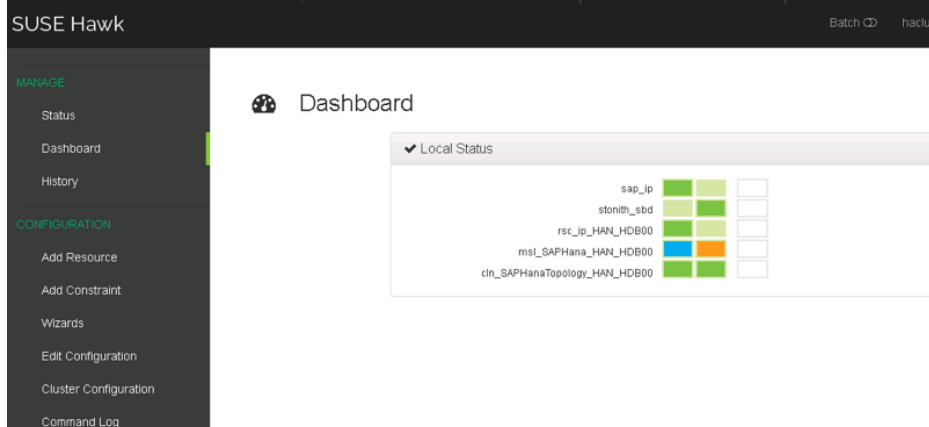 SUSE Hawk
Batch
haclu
MANAGE
Status
Dashboard
History
CONFIGURATION
Add Resource
Add Constraint
Wizards
Edit Configuration
Cluster Configuration
Command Log
Dashboard
Local Status
sap_ip
stonith_sbd
rsc_ip_HAN_HDB00
msl_SAPHana_HAN_HDB00
cln_SAPHanaTopology_HAN_HDB00